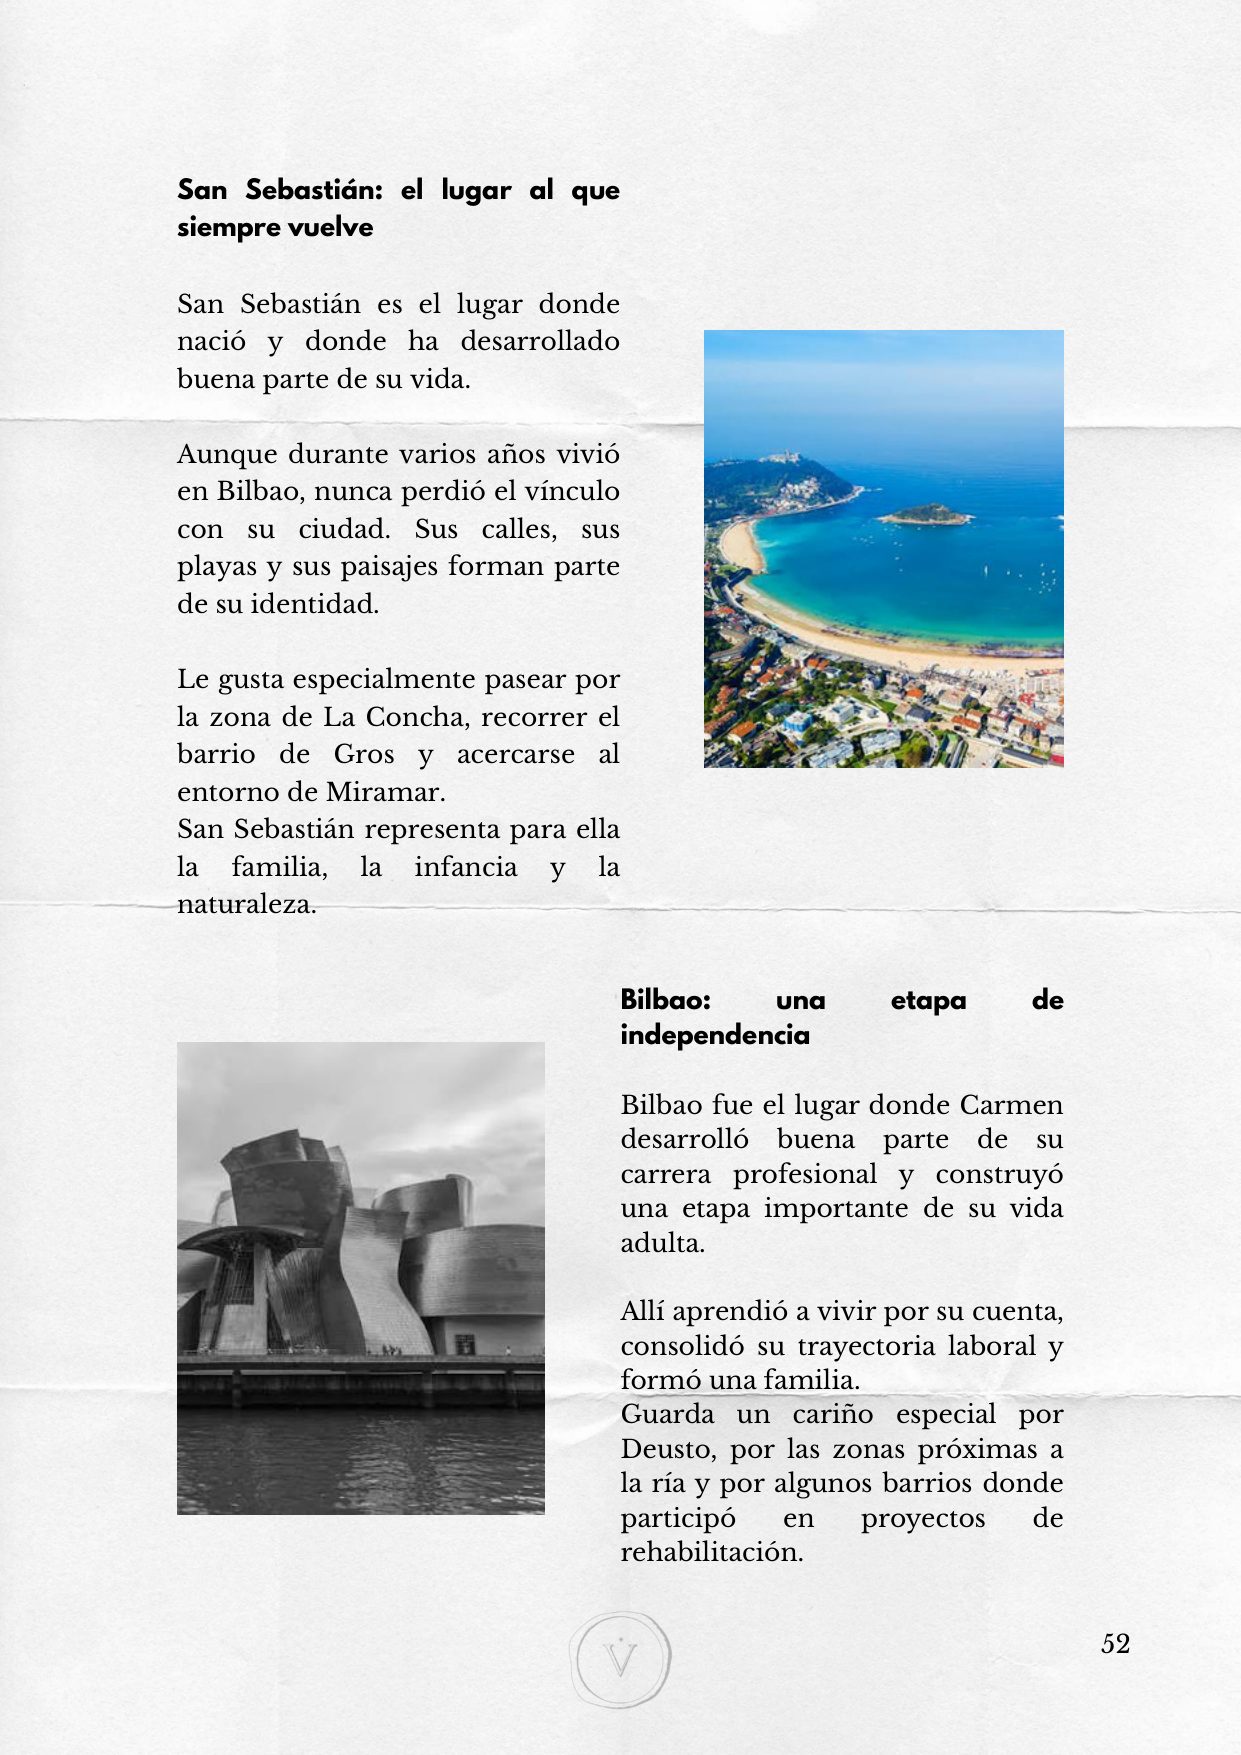 San Sebastián: el lugar al que
siempre vuelve
San Sebastián es el lugar donde
nació y donde ha desarrollado
buena parte de su vida.
Aunque durante varios años vivió
en Bilbao, nunca perdió el vínculo
con su ciudad. Sus calles, sus
playas y sus paisajes forman parte
de su identidad.
Le gusta especialmente pasear por
la zona de La Concha, recorrer el
barrio de Gros y acercarse al
entorno de Miramar.
San Sebastián representa para ella
la familia, la infancia y la
naturaleza.
Bilbao: una etapa de
independencia
Bilbao fue el lugar donde Carmen
desarrolló buena parte de su
carrera profesional y construyó
una etapa importante de su vida
adulta.
Allí aprendió a vivir por su cuenta,
consolidó su trayectoria laboral y
formó una familia.
Guarda un cariño especial por
Deusto, por las zonas próximas a
la ría y por algunos barrios donde
participó en proyectos de
rehabilitación.
V
52